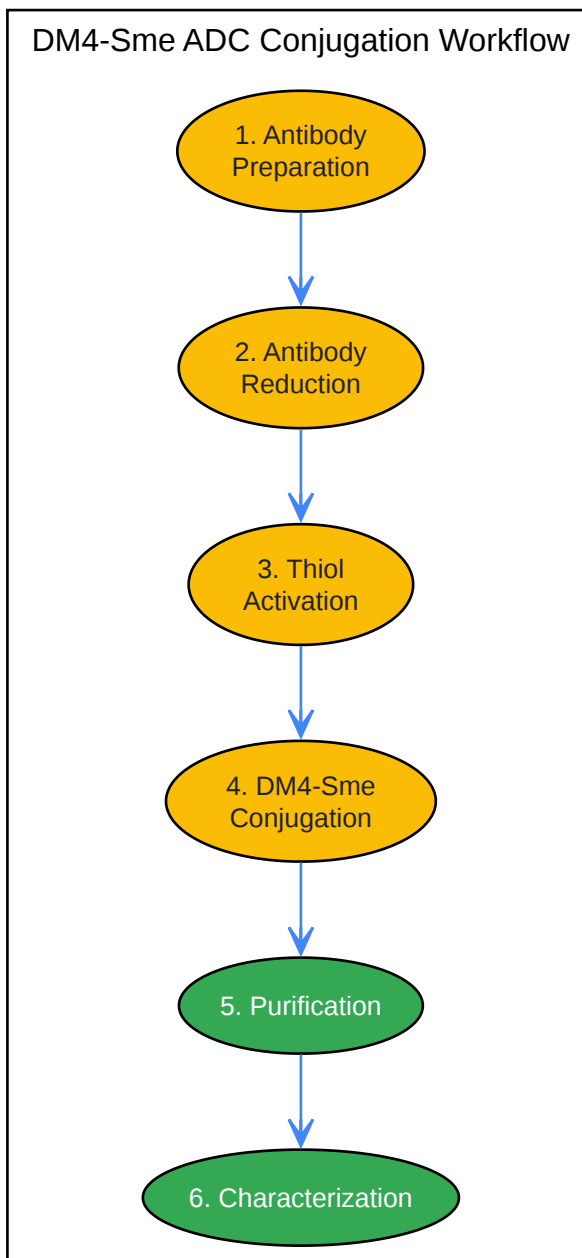 DM4-Sme ADC Conjugation Workflow
1. Antibody
Preparation
2. Antibody
Reduction
3. Thiol
Activation
4. DM4-Sme
Conjugation
5. Purification
6. Characterization